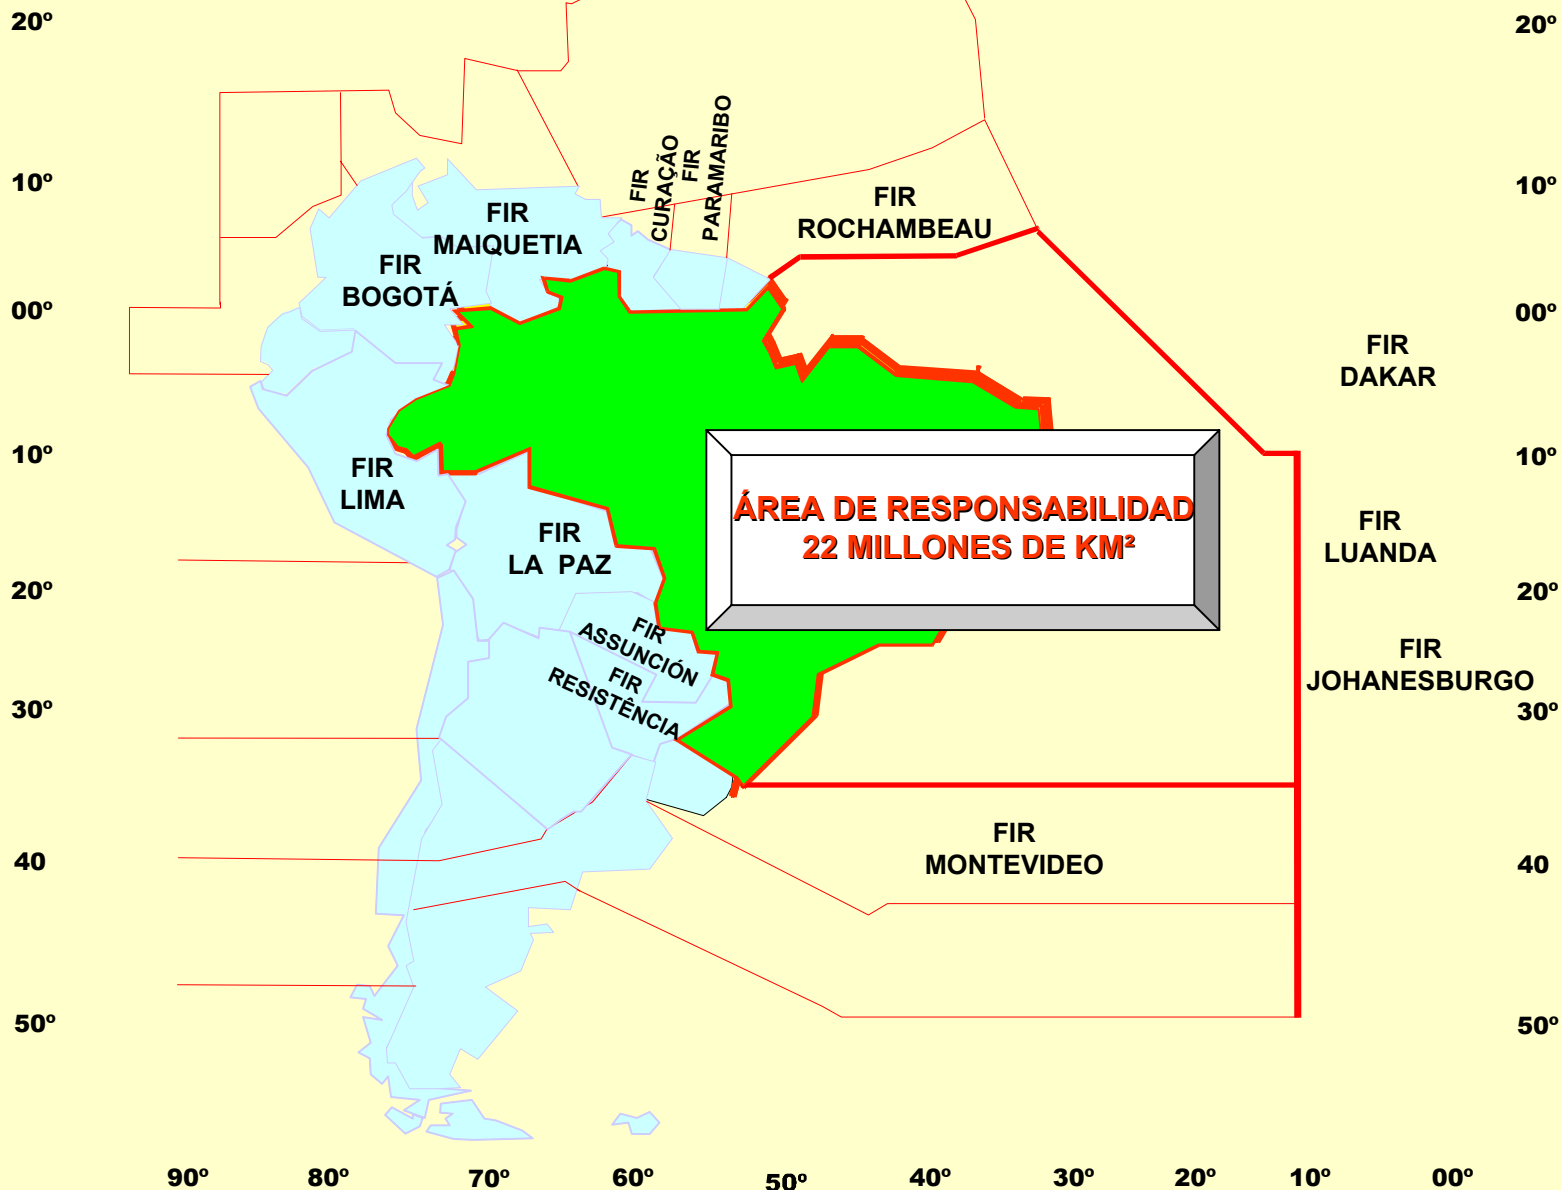 20º
20º
FIR
CURAÇÃO
FIR
PARAMARIBO
10º
10º
FIR
MAIQUETIA
FIR
ROCHAMBEAU
FIR
BOGOTÁ
00º
00º
FIR
DAKAR
10º
10º
FIR
LIMA
ÁREA DE RESPONSABILIDAD
22 MILLONES DE KM²
FIR
LA PAZ
FIR
LUANDA
20º
20º
FIR
ASSUNCIÓN
FIR
RESISTÊNCIA
FIR
JOHANESBURGO
30º
30º
FIR
MONTEVIDEO
40
40
50º
50º
90º 80º 70º 60º 50º 40º 30º 20º 10º 00º